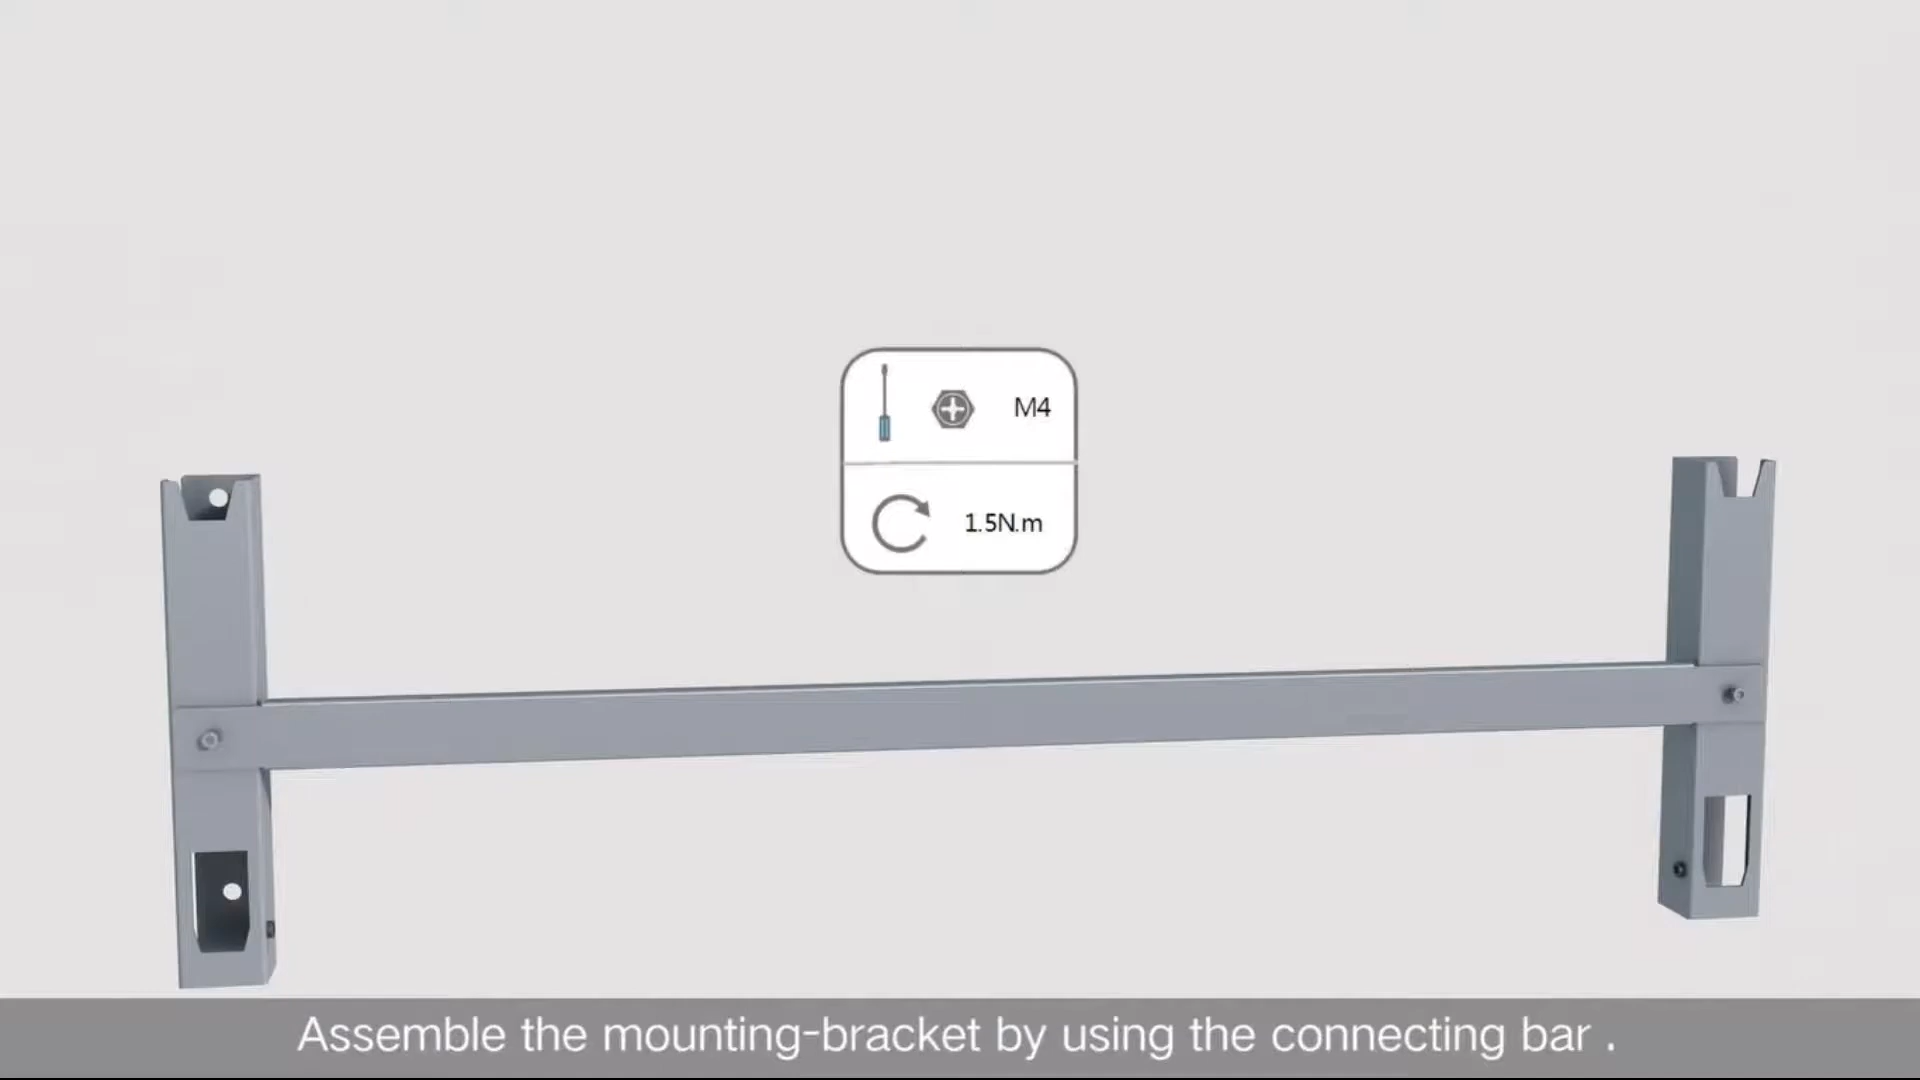 M4
1.5N.m
Assemble the mounting-bracket by using the connecting bar .